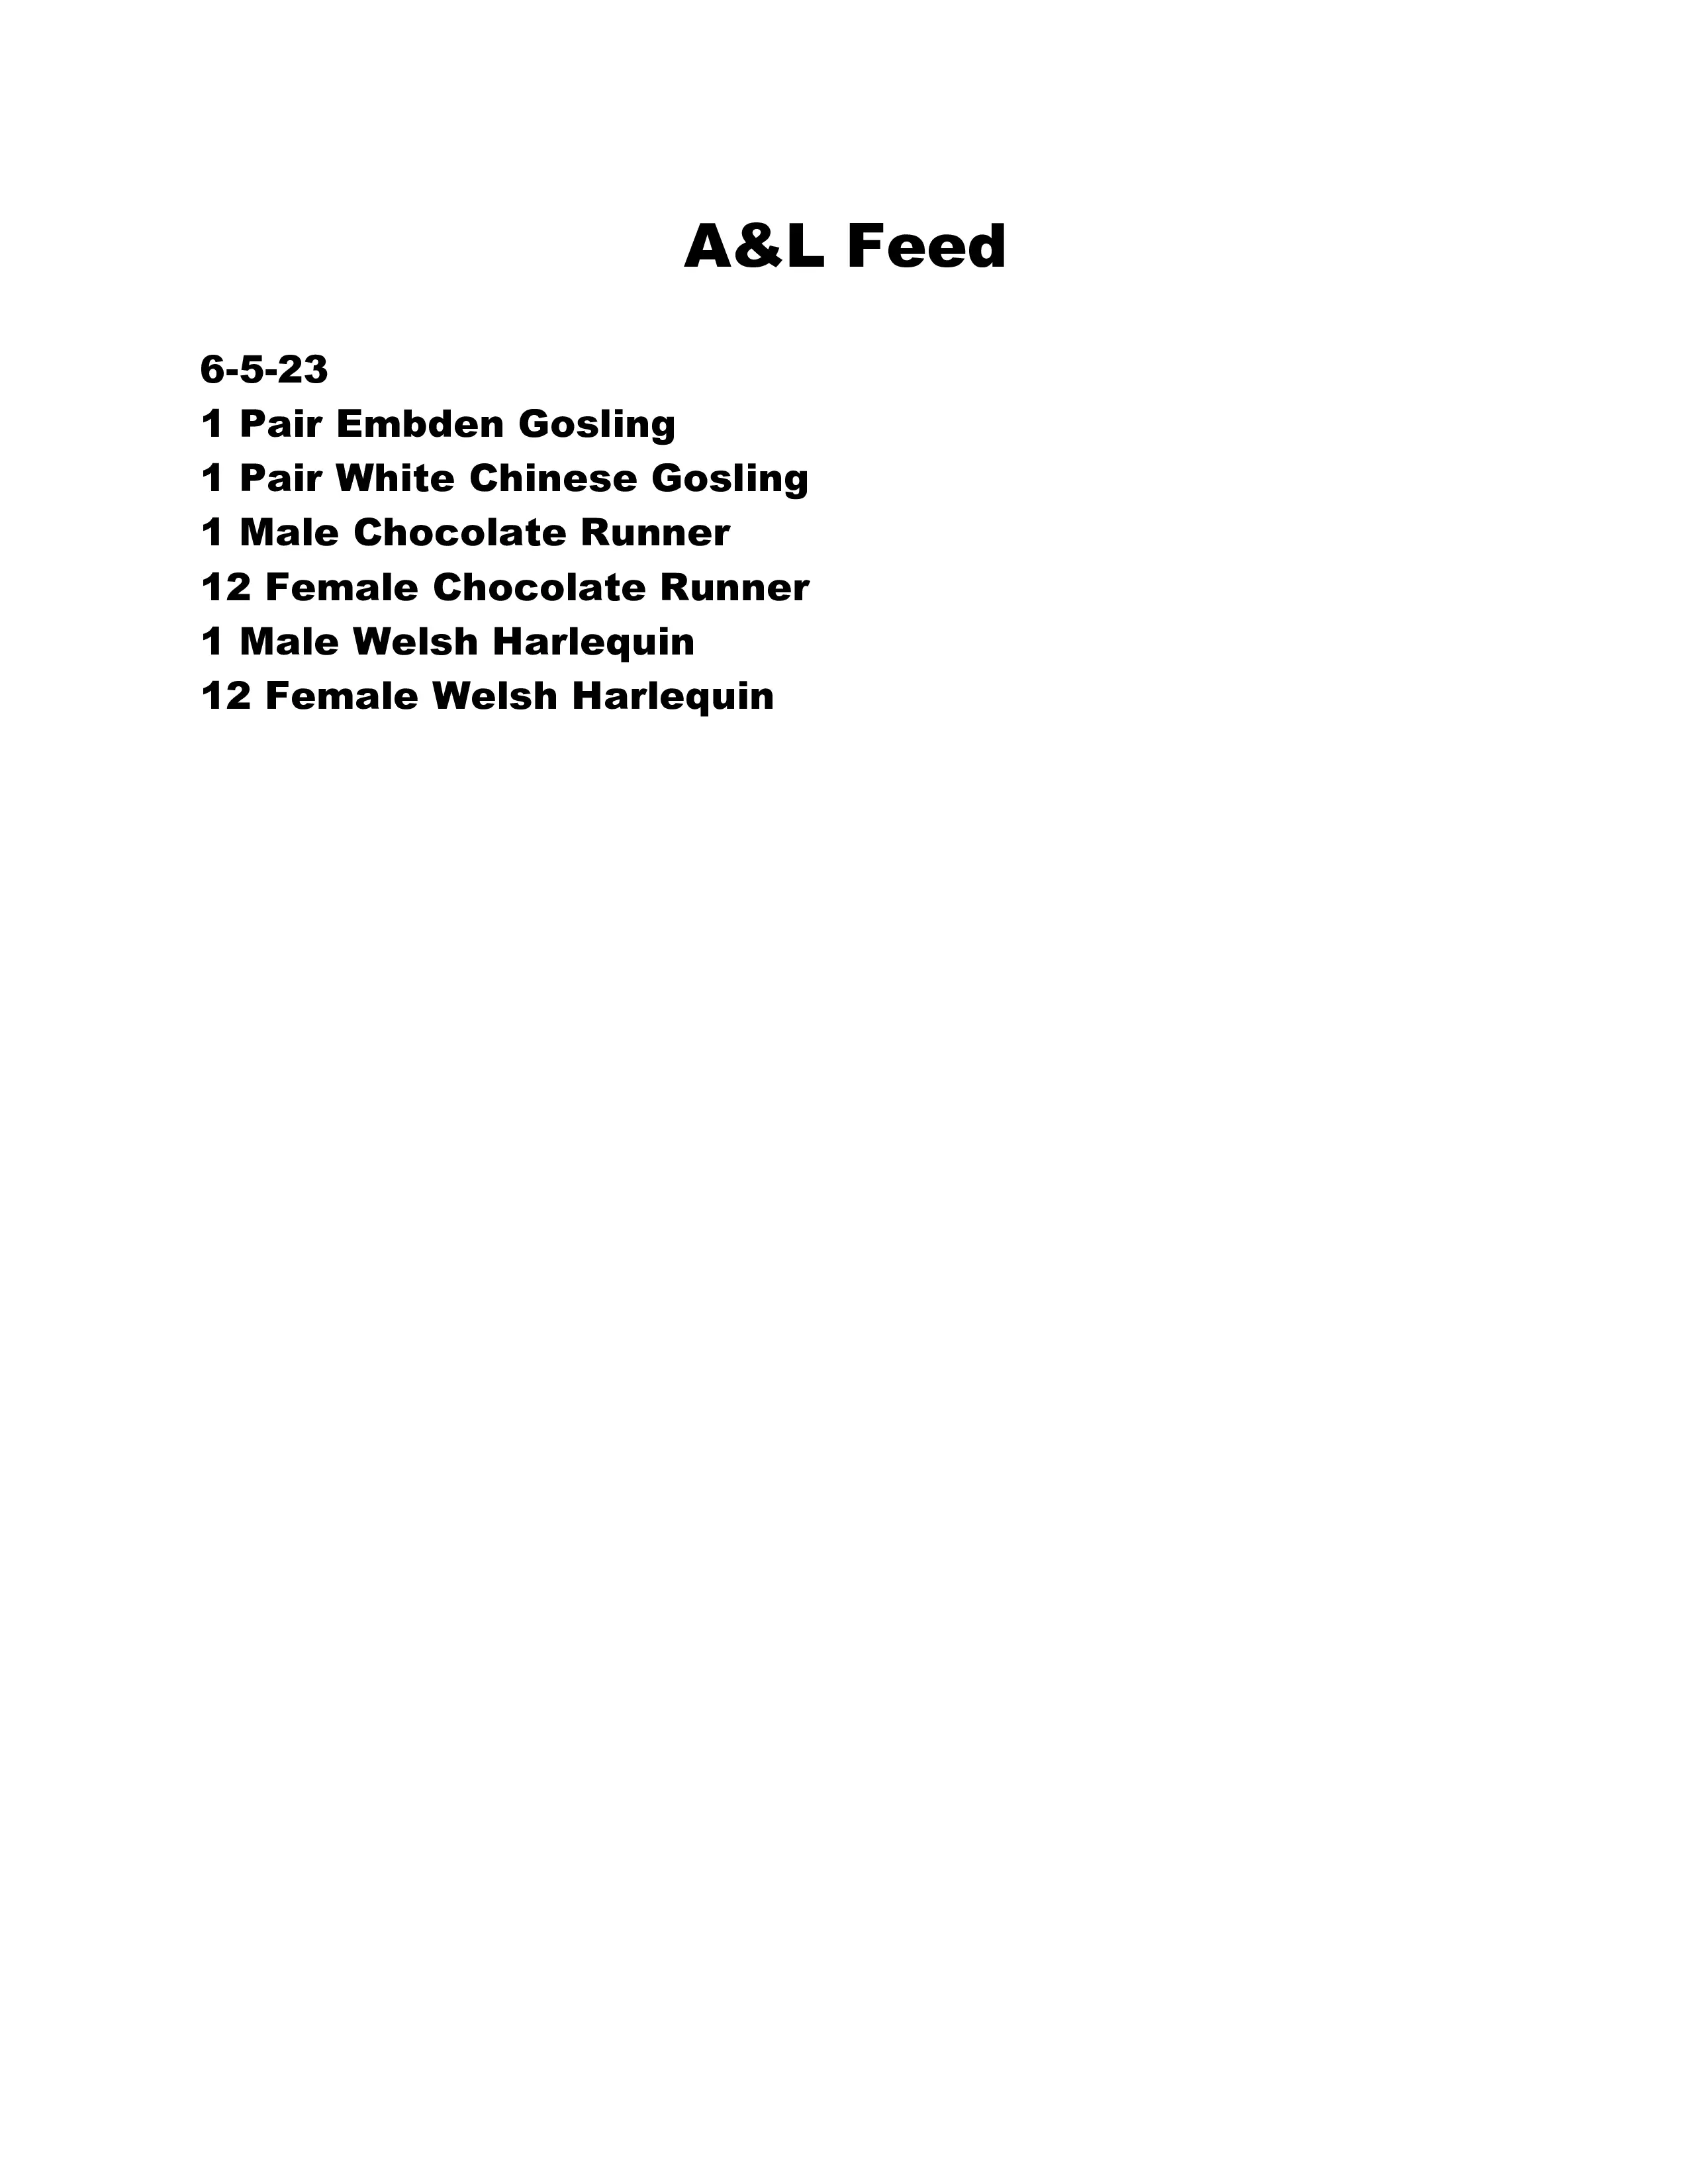 A&L Feed
6-5-23
1 Pair Embden Gosling
1 Pair White Chinese Gosling
1 Male Chocolate Runner
12 Female Chocolate Runner
1 Male Welsh Harlequin
12 Female Welsh Harlequin